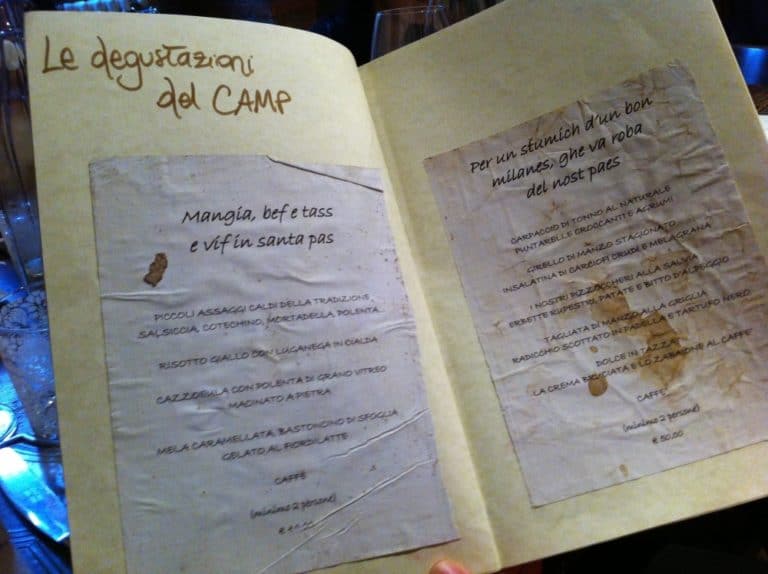 Le degustazioni
del CAMP
Mangia, bef e tass
e vif in santa pas
PICCOLI ASSAGGI CALDI DELLA TRADIZIONE,
SALSICCIA, COTECHINO, MORTADELLA POLENTA
RISOTTO GIALLO CON LUGANEGA IN CIALDA
CAZZOEULA CON POLENTA DI GRANO VITREO
MACINATO A PIETRA
MELA CARAMELLATA, BASTONCINO DI SFOGLIA
GELATO AL FIORDILATTE
CAFFÈ
(minimo 2 persone)
€
Per un stumich d'un bon
milanes, ghe va roba
del nost paes
CARPACCIO DI TONNO AL NATURALE
PUNTARELLE CROCCANTI E AGRUMI
GIRELLO DI MANZO STAGIONATO
INSALATINA DI CARCIOFI CRUDI E MELAGRANA
I NOSTRI PIZZOCCHERI ALLA SALVIA
ERBETTE RUPESTRI, PATATE E BITTO D'ALPEGGIO
TAGLIATA DI MANZO ALLA GRIGLIA
RADICCHIO SCOTTATO IN PADELLA E TARTUFO NERO
DOLCE IN TAZZA:
LA CREMA BRUCIATA E LO ZABAIONE AL CAFFE'
CAFFE'
(minimo 2 persone)
€ 50,00